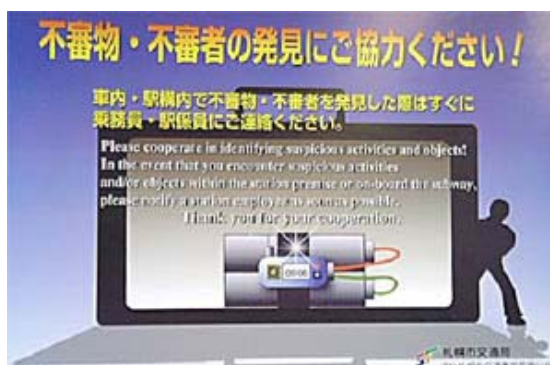 不審物・不審者の発見にご協力ください！
車内・駅構内で不審物・不審者を発見した際はすぐに
乗務員・駅係員にご連絡ください。
Please cooperate in identifying suspicious activities and objects!
In the event that you encounter suspicious activities
and/or objects within the station premise or on-board the subway,
please notify a station employee as soon as possible.
Thank you for your cooperation.
札幌市交通局